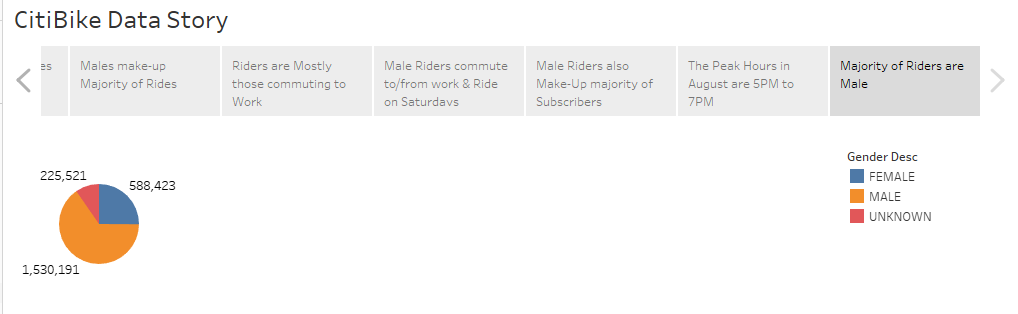 CitiBike Data Story
es
Males make-up
Majority of Rides
Riders are Mostly
those commuting to
Work
Male Riders commute
to/from work & Ride
on Saturdays
Male Riders also
Make-Up majority of
Subscribers
The Peak Hours in
August are 5PM to
7PM
Majority of Riders are
Male
225,521
588,423
1,530,191
Gender Desc
FEMALE
MALE
UNKNOWN